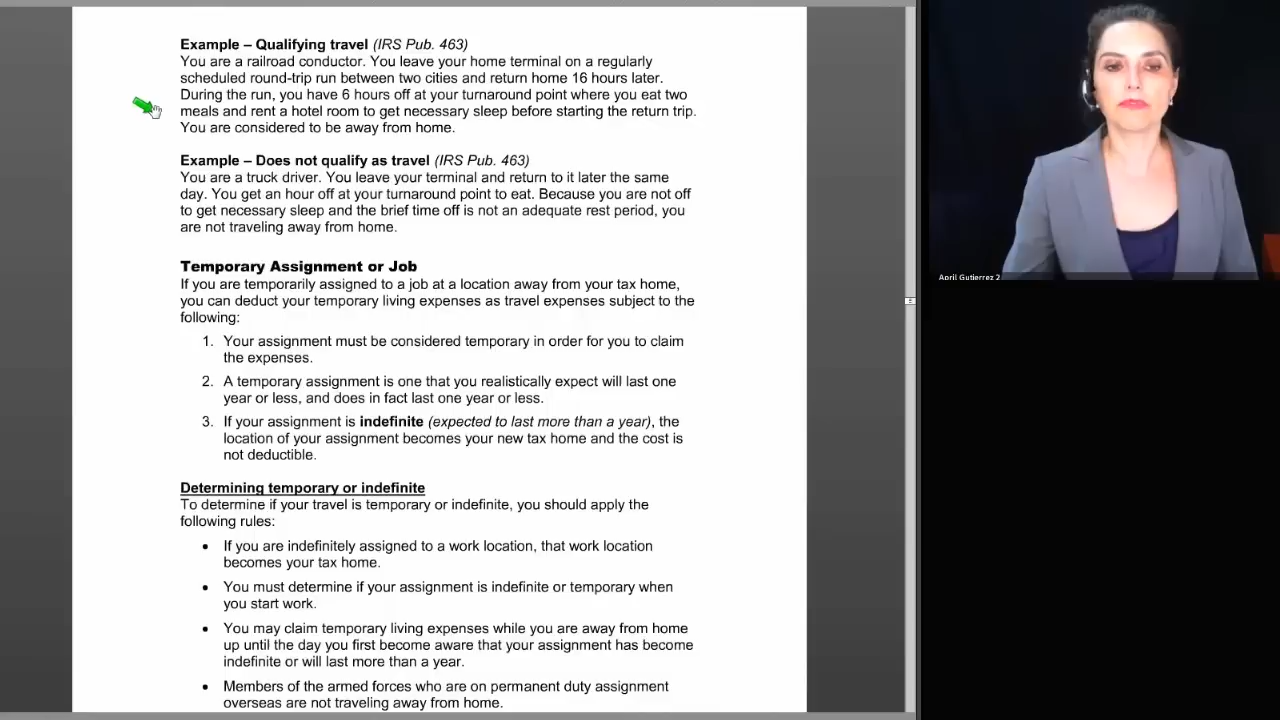 Example – Qualifying travel (IRS Pub. 463)
You are a railroad conductor. You leave your home terminal on a regularly
scheduled round-trip run between two cities and return home 16 hours later.
During the run, you have 6 hours off at your turnaround point where you eat two
meals and rent a hotel room to get necessary sleep before starting the return trip.
You are considered to be away from home.
Example – Does not qualify as travel (IRS Pub. 463)
You are a truck driver. You leave your terminal and return to it later the same
day. You get an hour off at your turnaround point to eat. Because you are not off
to get necessary sleep and the brief time off is not an adequate rest period, you
are not traveling away from home.
Temporary Assignment or Job
If you are temporarily assigned to a job at a location away from your tax home,
you can deduct your temporary living expenses as travel expenses subject to the
following:
1. Your assignment must be considered temporary in order for you to claim
the expenses.
2. A temporary assignment is one that you realistically expect will last one
year or less, and does in fact last one year or less.
3. If your assignment is indefinite (expected to last more than a year), the
location of your assignment becomes your new tax home and the cost is
not deductible.
Determining temporary or indefinite
To determine if your travel is temporary or indefinite, you should apply the
following rules:
• If you are indefinitely assigned to a work location, that work location
becomes your tax home.
• You must determine if your assignment is indefinite or temporary when
you start work.
• You may claim temporary living expenses while you are away from home
up until the day you first become aware that your assignment has become
indefinite or will last more than a year.
• Members of the armed forces who are on permanent duty assignment
overseas are not traveling away from home.
April Gutierrez 2